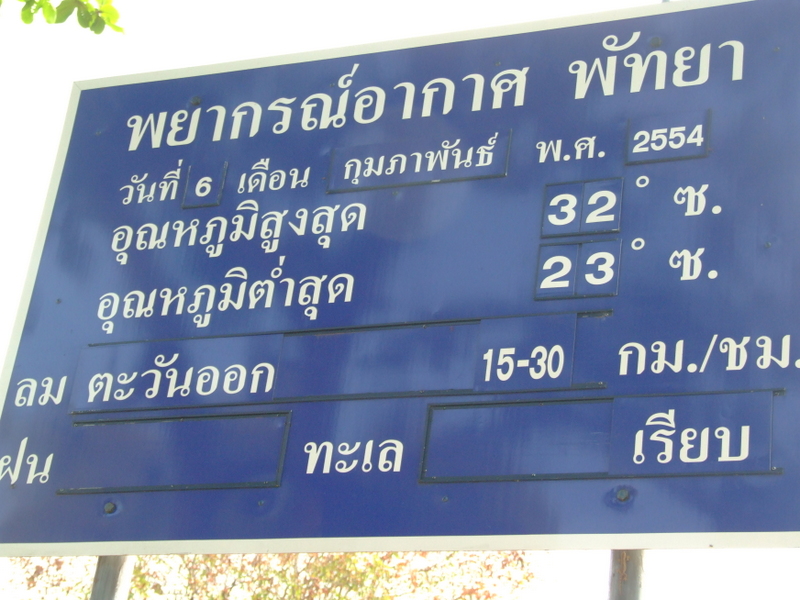 พยากรณ์อากาศ พัทยา
วันที่ 6 เดือน กุมภาพันธ์ พ.ศ. 2554
อุณหภูมิสูงสุด 32° ซ.
อุณหภูมิต่ำสุด 23° ซ.
ลม ตะวันออก 15-30 กม./ชม.
ฝน ทะเล เรียบ